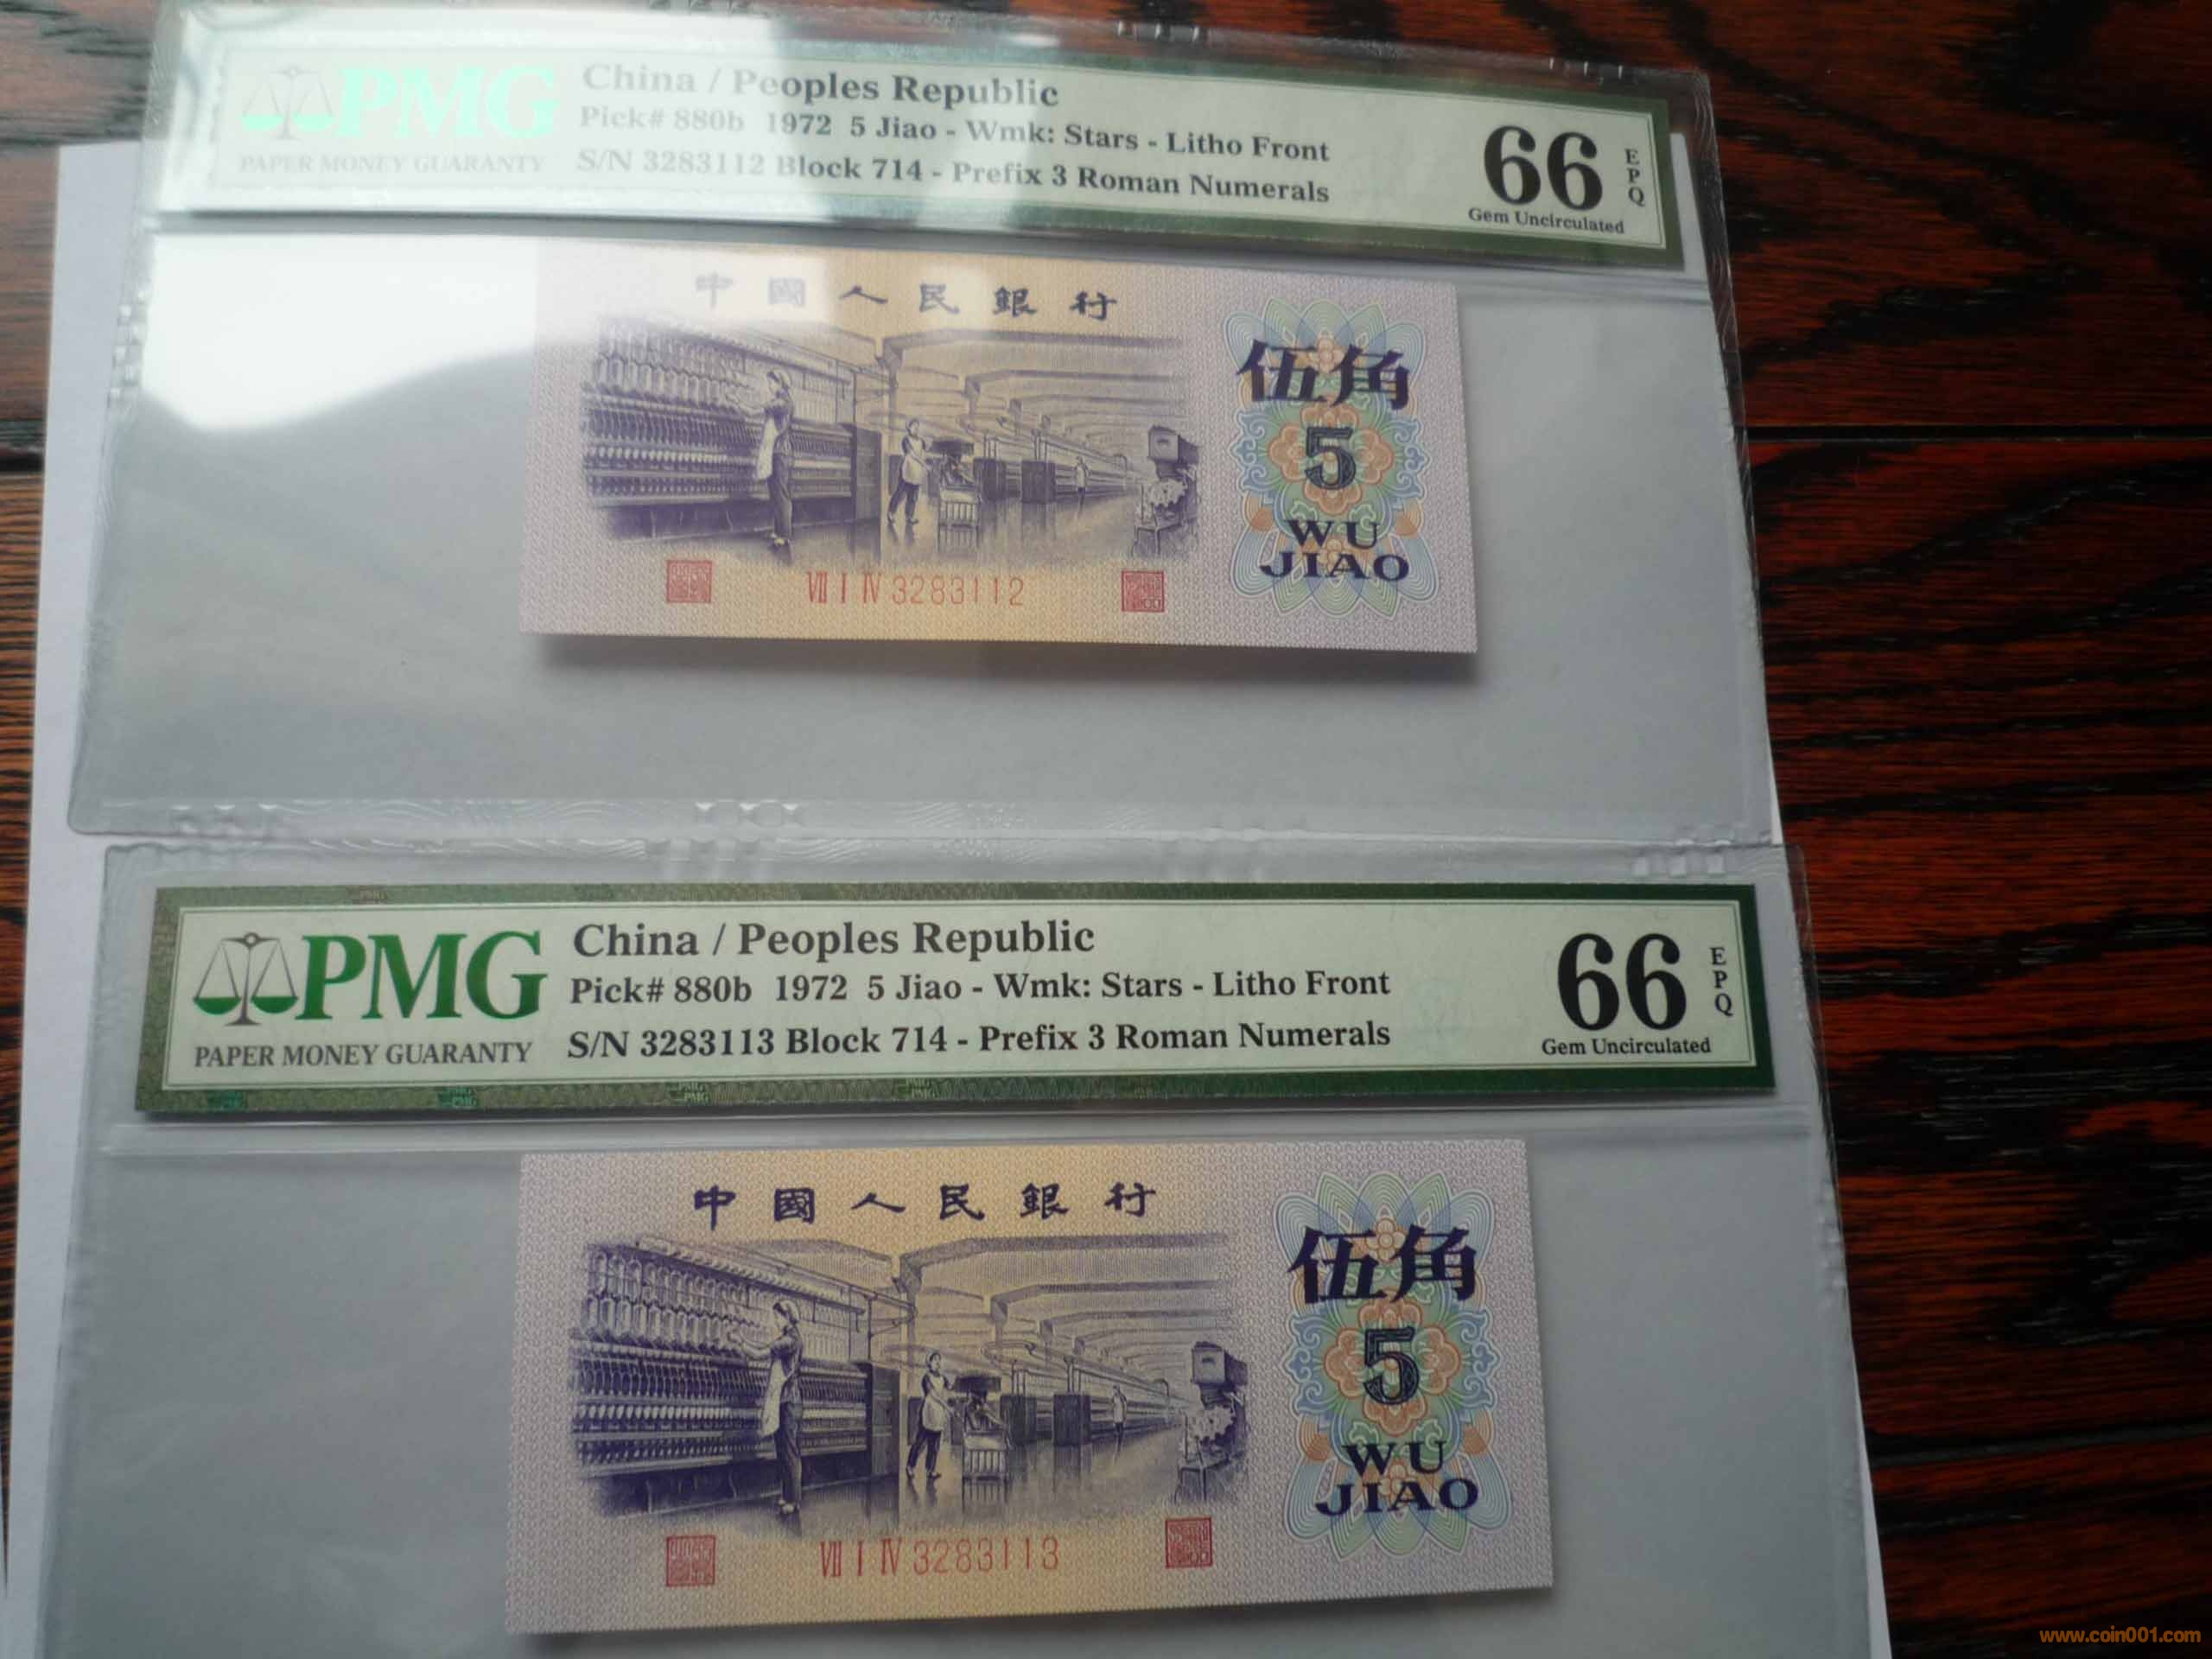 PMG
PAPER MONEY GUARANTY
China / Peoples Republic
Pick# 880b 1972 5 Jiao - Wmk: Stars - Litho Front
S/N 3283112 Block 714 - Prefix 3 Roman Numerals
66
EPQ
Gem Uncirculated
中國人民銀行
伍角
5
WU
JIAO
VII I IV 3283112
PMG
PAPER MONEY GUARANTY
China / Peoples Republic
Pick# 880b 1972 5 Jiao - Wmk: Stars - Litho Front
S/N 3283113 Block 714 - Prefix 3 Roman Numerals
66
EPQ
Gem Uncirculated
中國人民銀行
伍角
5
WU
JIAO
VII I IV 3283113
www.coin001.com